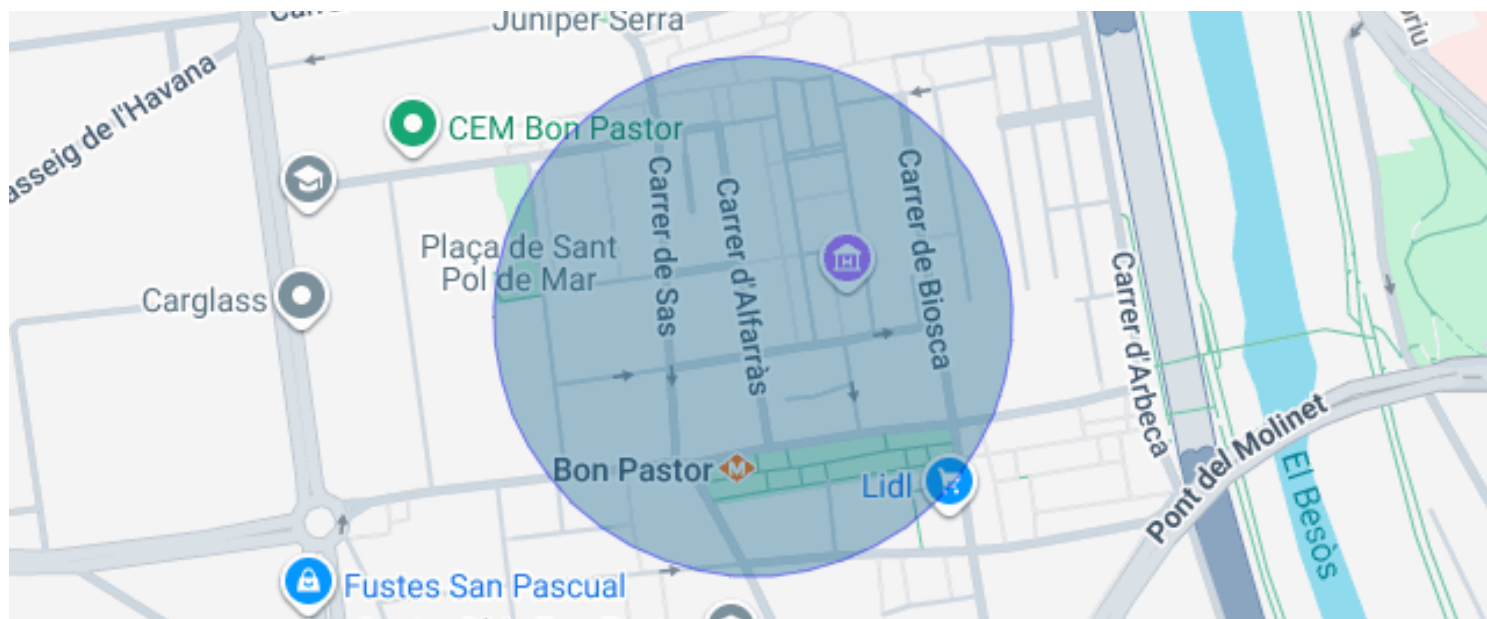 Juniper-Serra
asseig de l'Havana
CEM Bon Pastor
Plaça de Sant
Pol de Mar
Carglass
Carrer de Sas
Carrer d'Alfarràs
Carrer de Biosca
Carrer d'Arbeca
Bon Pastor
M
Lidl
Pont del Molinet
El Besòs
Fustes San Pascual
H